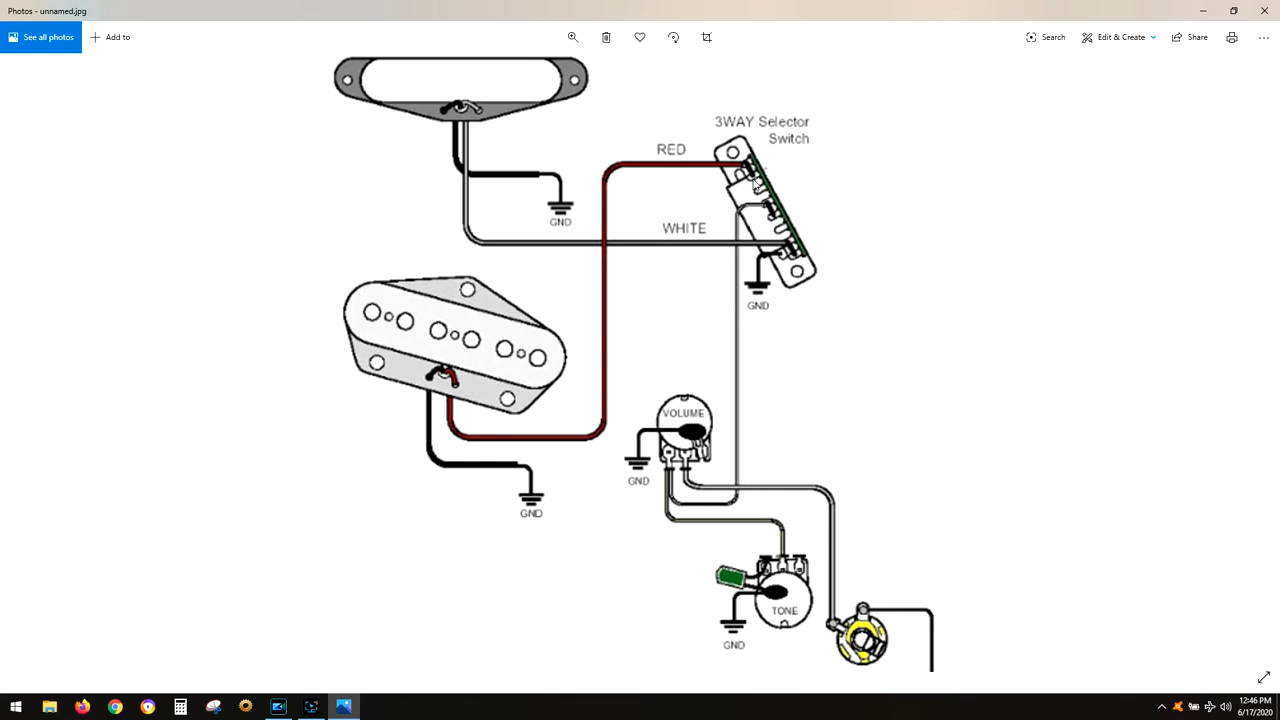 Photos - unnamed.jpg
See all photos
Add to
Search
Edit & Create
Share
3WAY Selector
Switch
RED
GND
WHITE
GND
VOLUME
GND
GND
TONE
GND
12:46 PM
6/17/2020